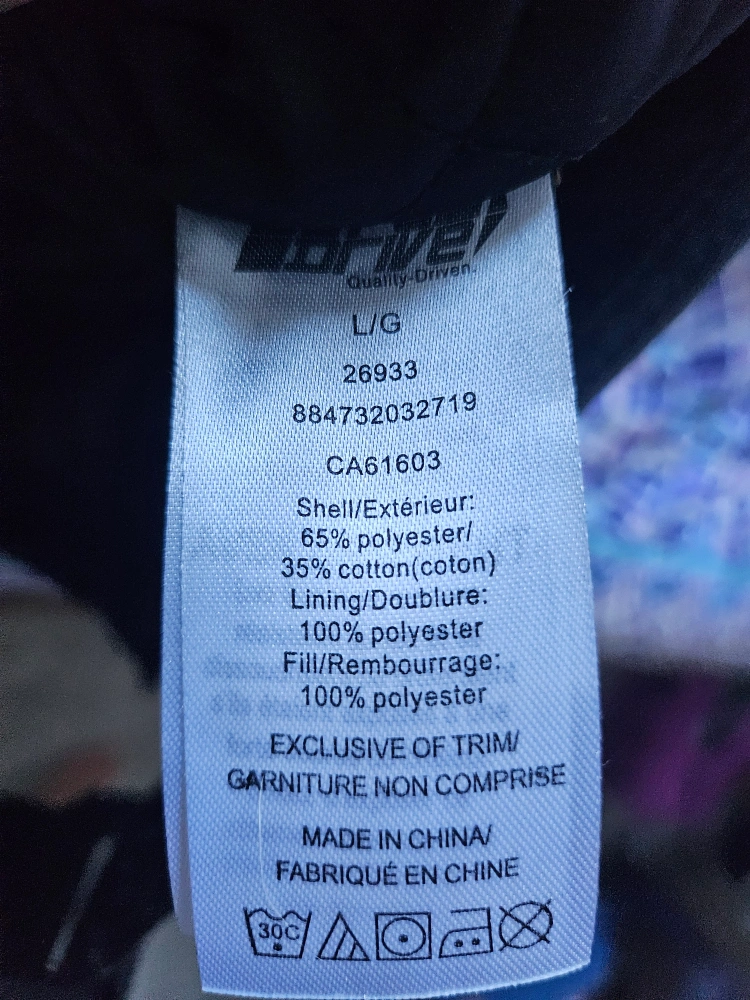 Drive
Quality-Driven.
L/G
26933
884732032719
CA61603
Shell/Extérieur:
65% polyester/
35% cotton(coton)
Lining/Doublure:
100% polyester
Fill/Rembourrage:
100% polyester
EXCLUSIVE OF TRIM/
GARNITURE NON COMPRISE
MADE IN CHINA/
FABRIQUÉ EN CHINE
30C